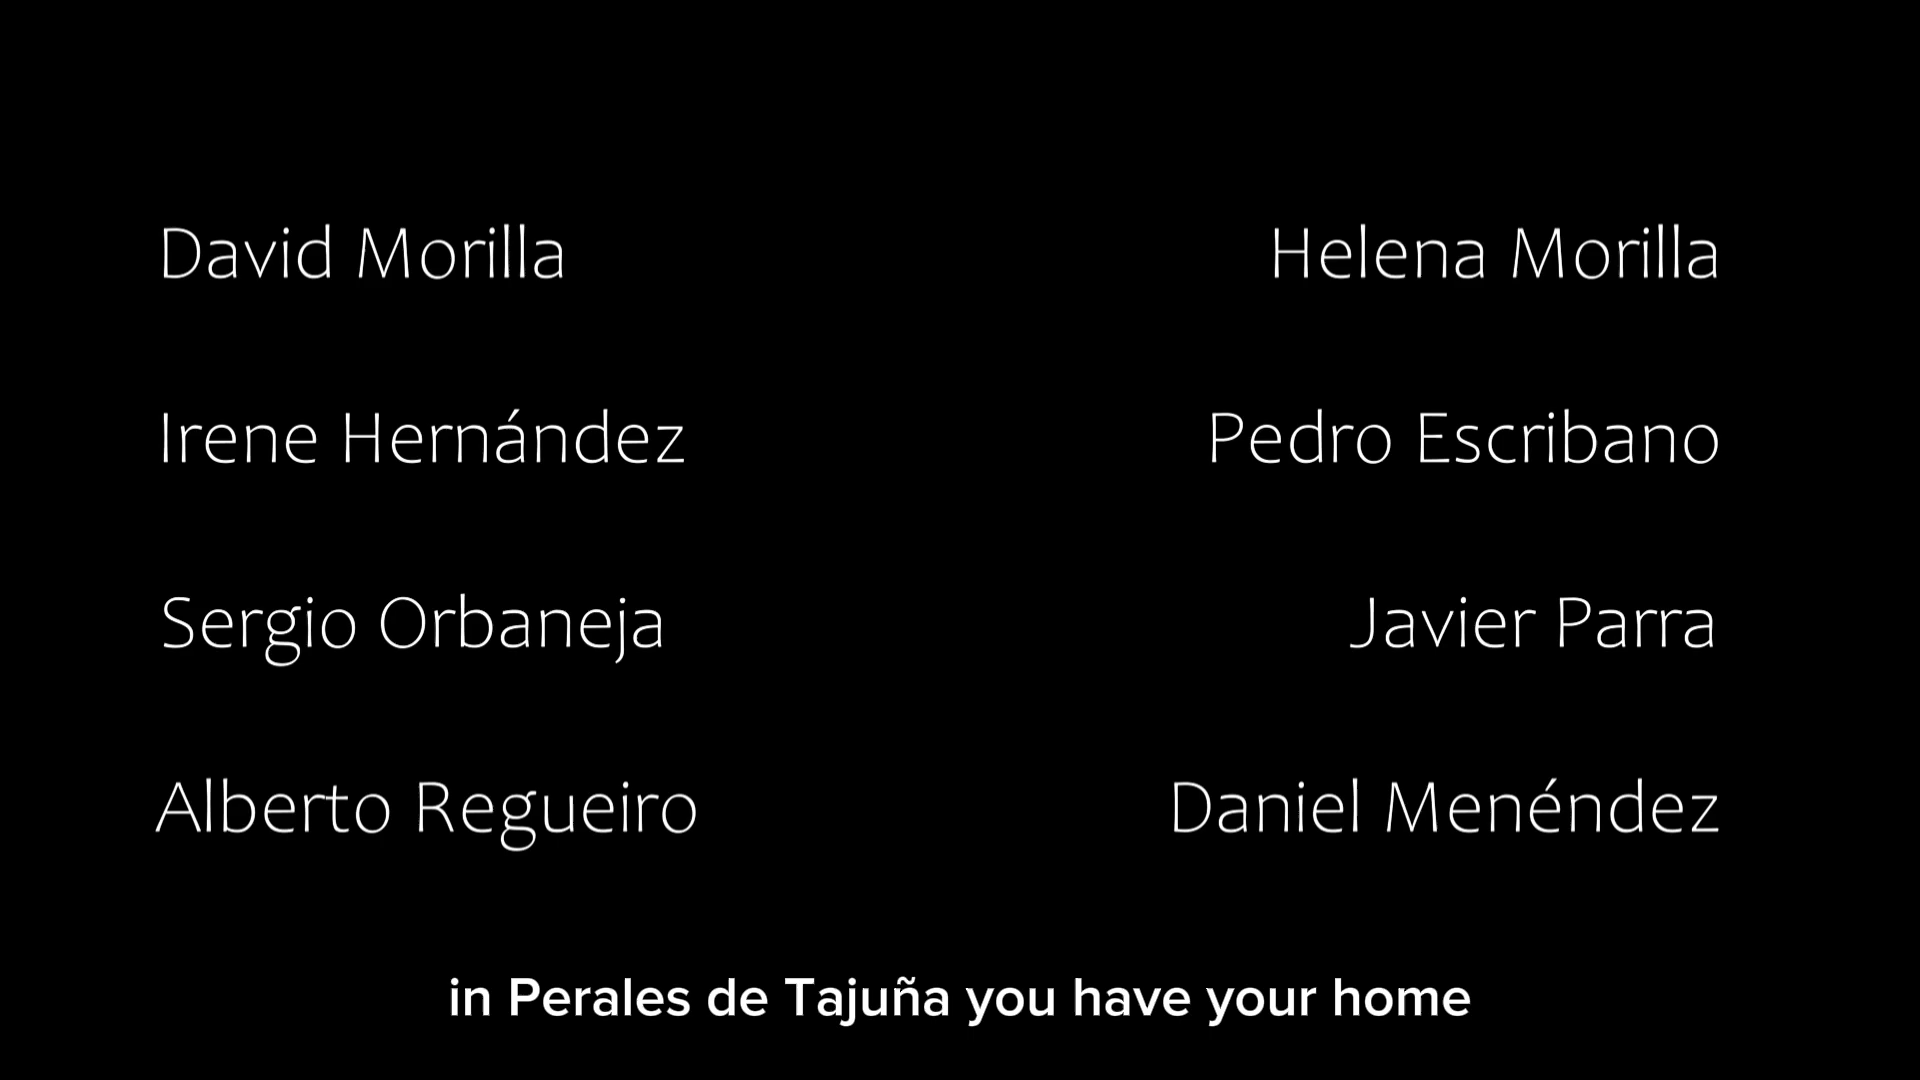 David Morilla
Helena Morilla
Irene Hernández
Pedro Escribano
Sergio Orbaneja
Javier Parra
Alberto Regueiro
Daniel Menéndez
in Perales de Tajuña you have your home